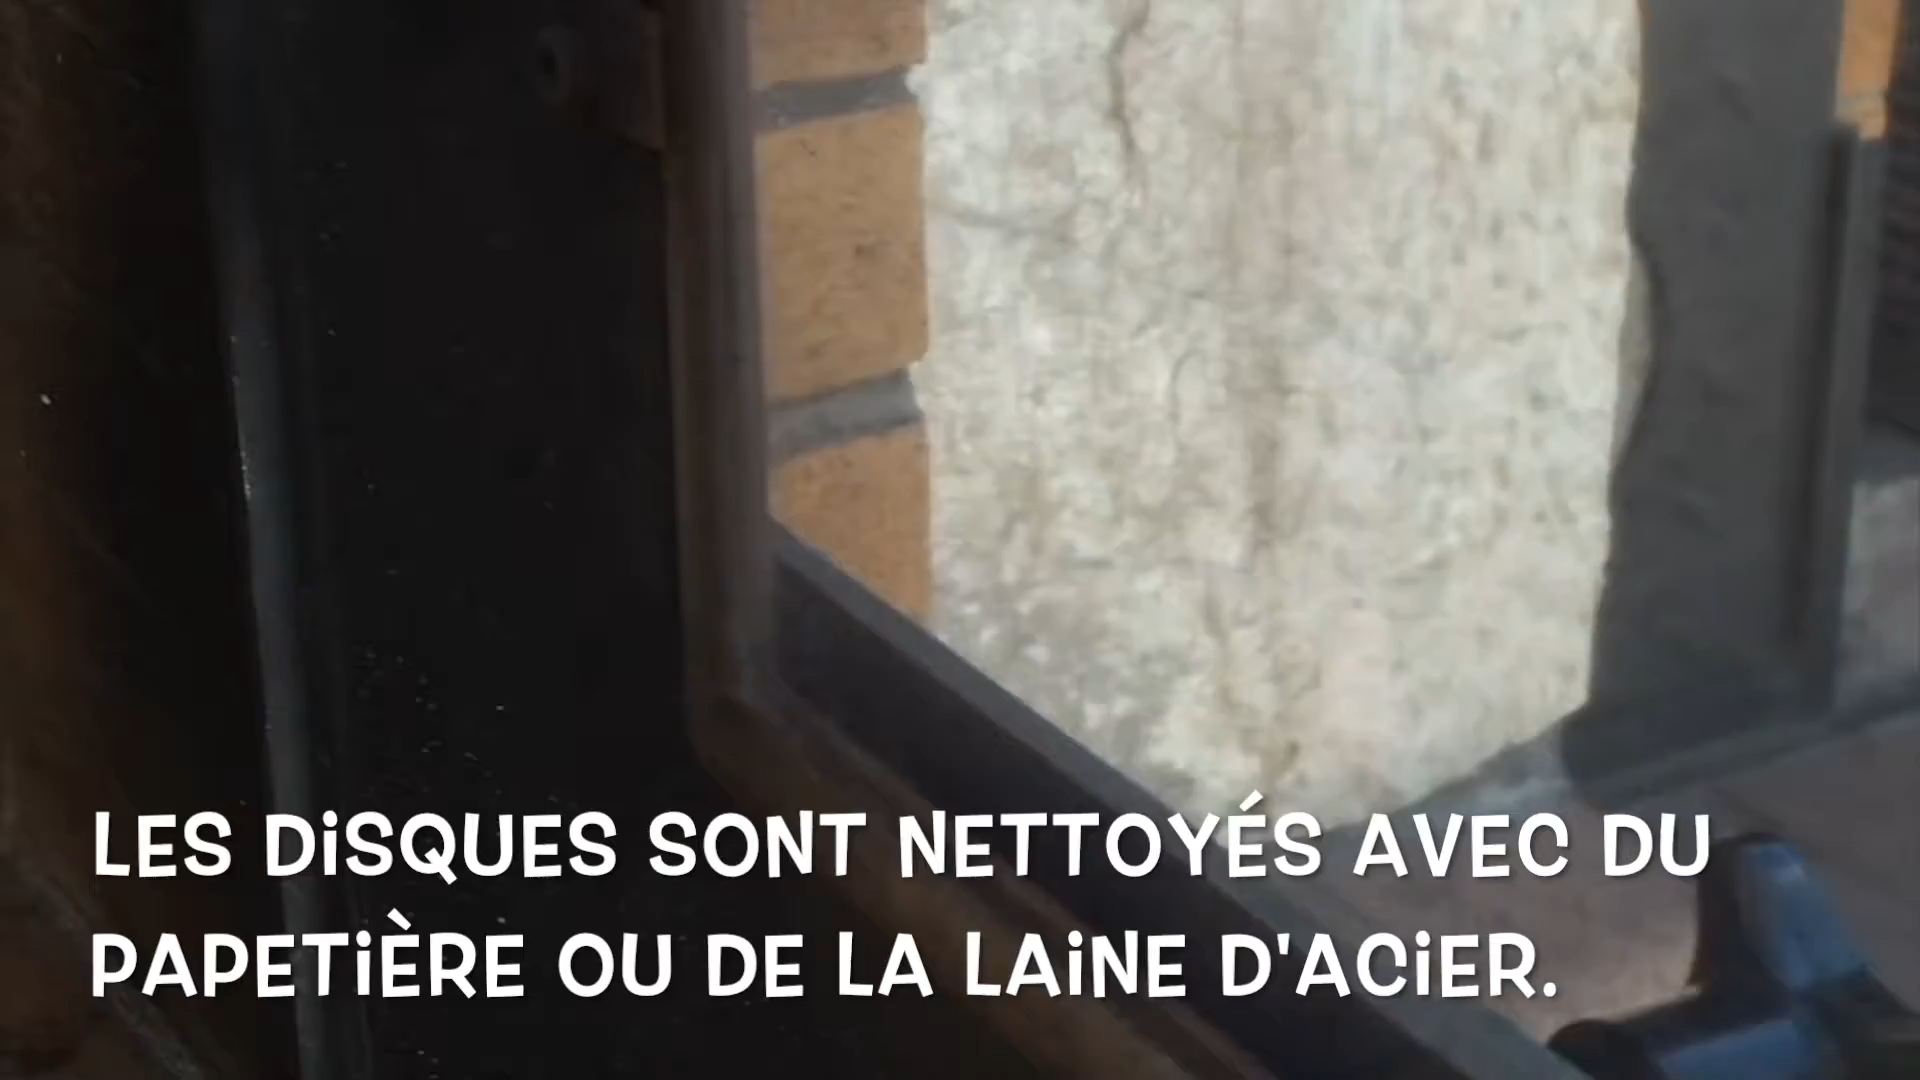 LES DISQUES SONT NETTOYÉS AVEC DU
PAPETIÈRE OU DE LA LAINE D'ACIER.